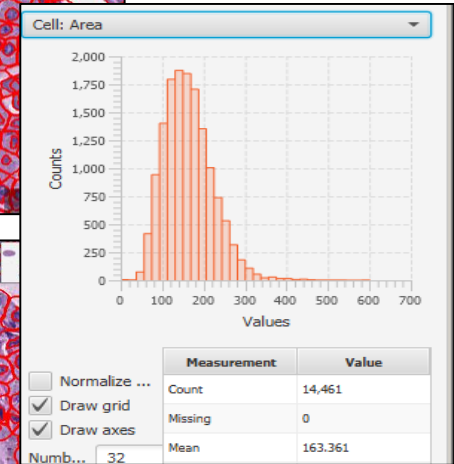 Cell: Area
2,000
1,750
1,500
1,250
1,000
750
500
250
0
Counts
0 100 200 300 400 500 600 700
Values
Normalize ...
Draw grid
Draw axes
Numb... 32
Measurement Value
Count 14,461
Missing 0
Mean 163.361